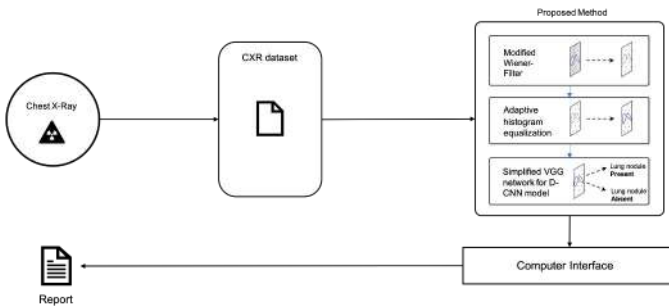 Proposed Method
CXR dataset
Chest X-Ray
Modified
Wiener-
Filter
Adaptive
histogram
equalization
Simplified VGG
network for D-
CNN model
Lung nodule
Present
Lung nodule
Absent
Computer Interface
Report